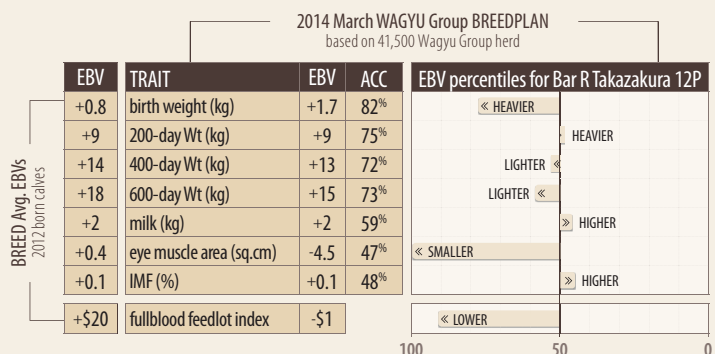 2014 March WAGYU Group BREEDPLAN
based on 41,500 Wagyu Group herd
BREED Avg. EBVs
2012 born calves
EBV TRAIT EBV ACC EBV percentiles for Bar R Takazakura 12P
+0.8 birth weight (kg) +1.7 82% « HEAVIER
+9 200-day Wt (kg) +9 75% HEAVIER
+14 400-day Wt (kg) +13 72% LIGHTER «
+18 600-day Wt (kg) +15 73% LIGHTER «
+2 milk (kg) +2 59% » HIGHER
+0.4 eye muscle area (sq.cm) -4.5 47% « SMALLER
+0.1 IMF (%) +0.1 48% » HIGHER
+$20 fullblood feedlot index -$1 « LOWER
100 50 0